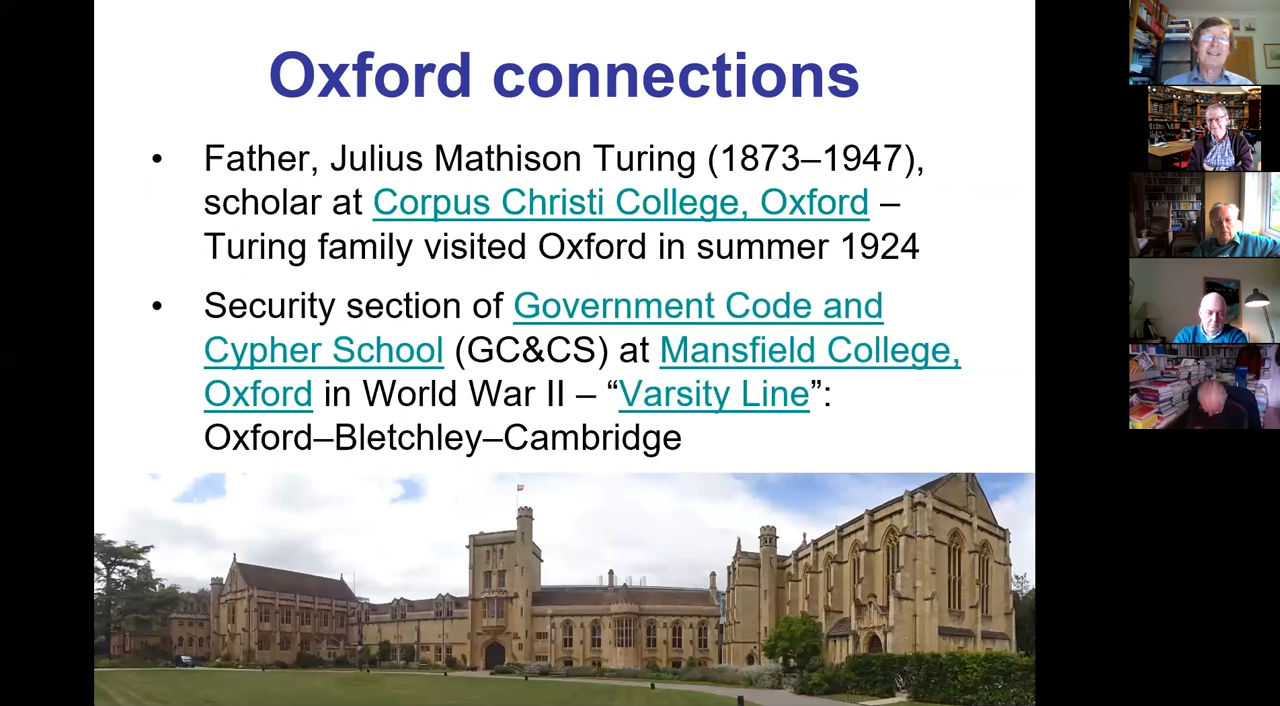 Oxford connections
• Father, Julius Mathison Turing (1873–1947),
scholar at Corpus Christi College, Oxford –
Turing family visited Oxford in summer 1924
• Security section of Government Code and
Cypher School (GC&CS) at Mansfield College,
Oxford in World War II – “Varsity Line”:
Oxford–Bletchley–Cambridge